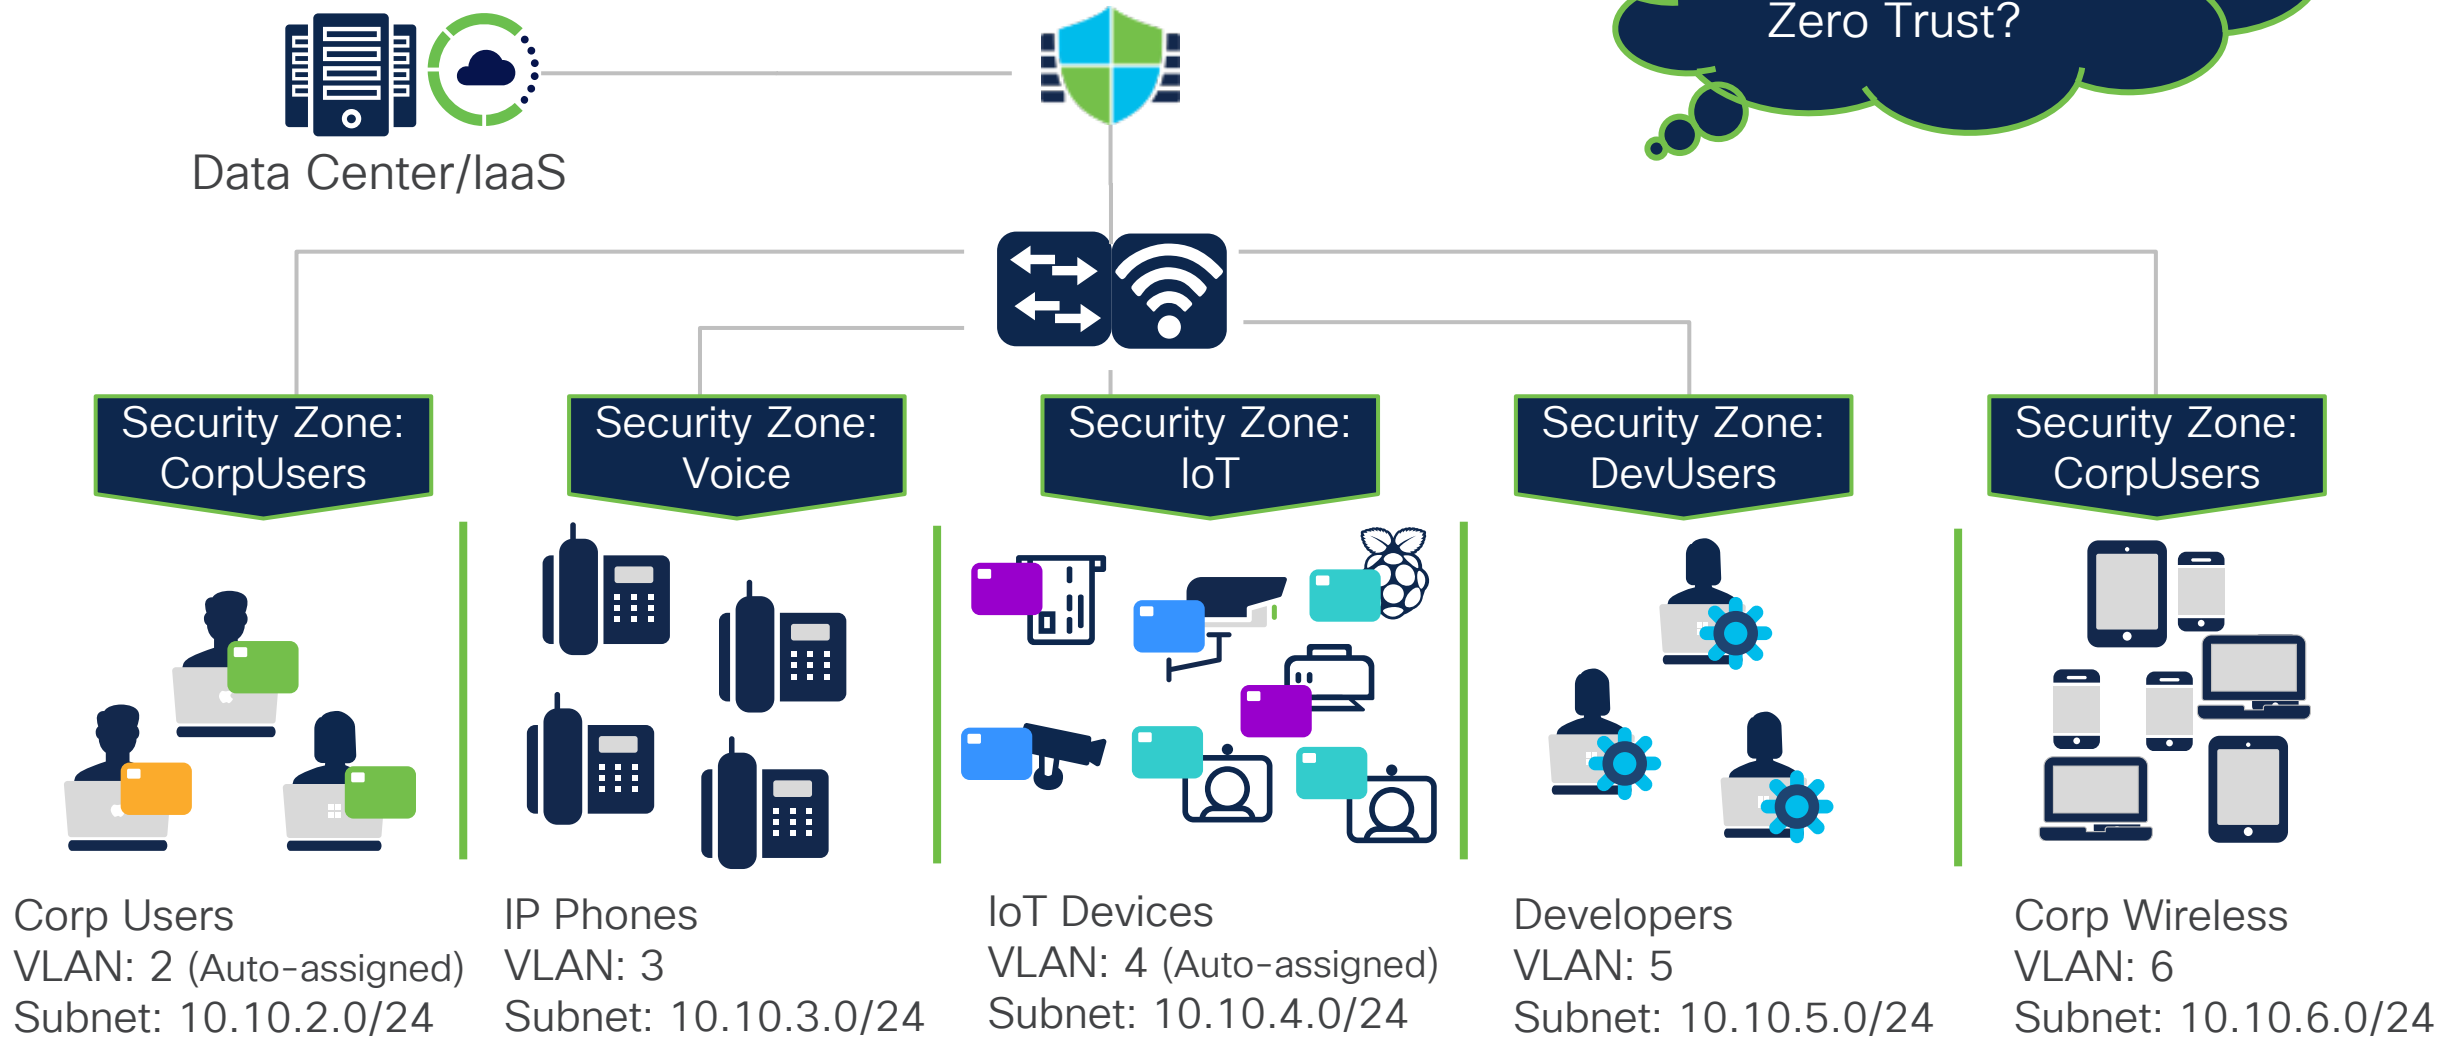 Zero Trust?
Data Center/IaaS
Security Zone:
CorpUsers
Security Zone:
Voice
Security Zone:
IoT
Security Zone:
DevUsers
Security Zone:
CorpUsers
Corp Users
VLAN: 2 (Auto-assigned)
Subnet: 10.10.2.0/24
IP Phones
VLAN: 3
Subnet: 10.10.3.0/24
IoT Devices
VLAN: 4 (Auto-assigned)
Subnet: 10.10.4.0/24
Developers
VLAN: 5
Subnet: 10.10.5.0/24
Corp Wireless
VLAN: 6
Subnet: 10.10.6.0/24